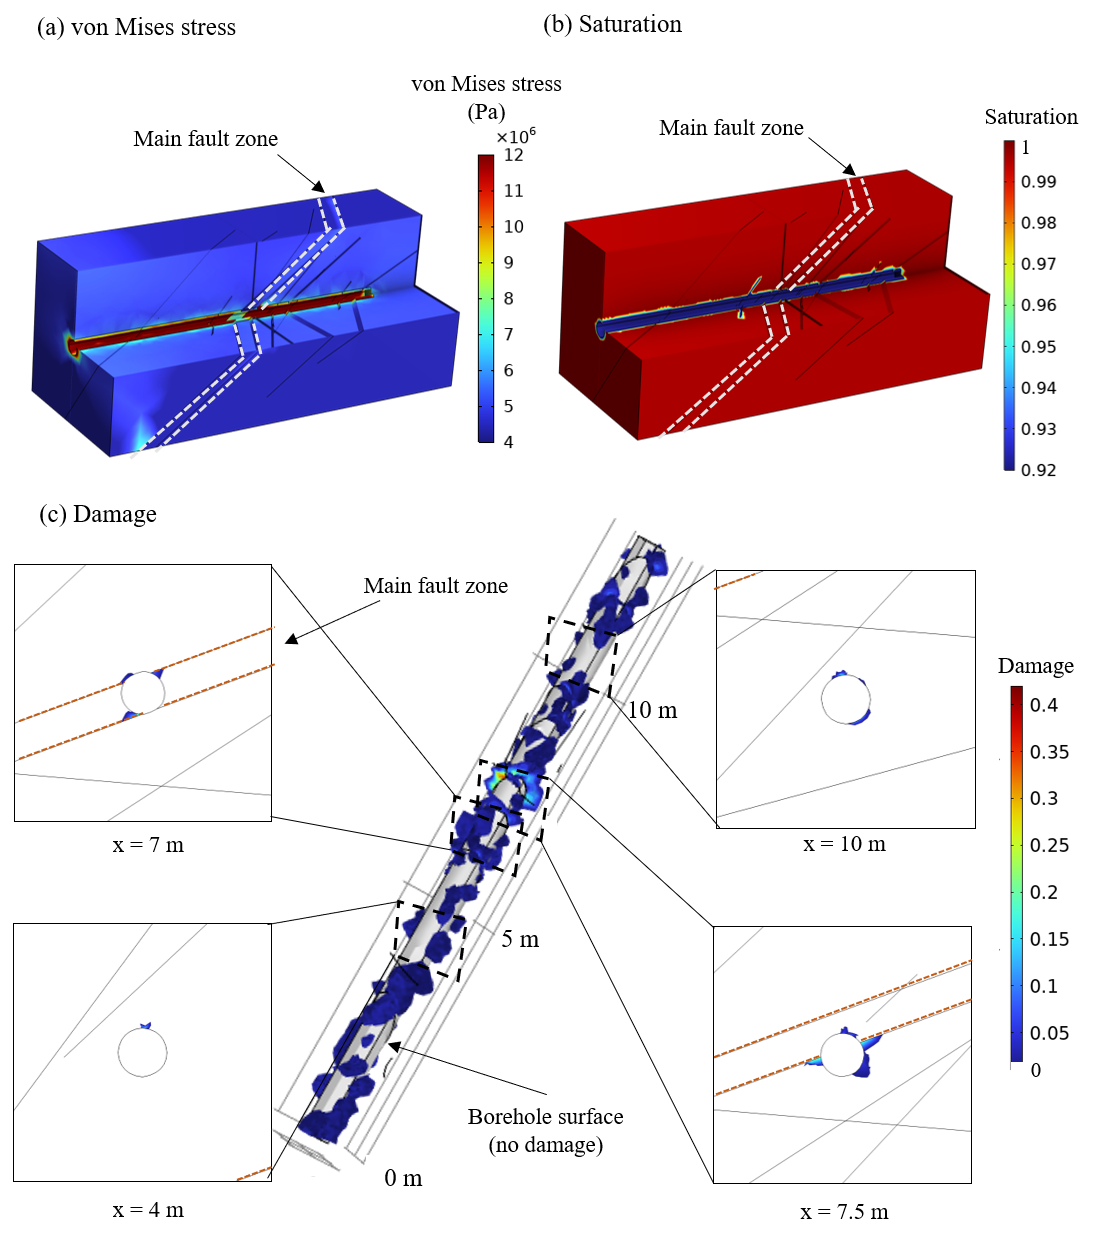 (a) von Mises stress
(b) Saturation
von Mises stress
(Pa)
×10⁶
Main fault zone
12
11
10
9
8
7
6
5
4
Main fault zone
Saturation
1
0.99
0.98
0.97
0.96
0.95
0.94
0.93
0.92
(c) Damage
Main fault zone
x = 7 m
x = 4 m
10 m
5 m
0 m
Borehole surface
(no damage)
x = 10 m
x = 7.5 m
Damage
0.4
0.35
0.3
0.25
0.2
0.15
0.1
0.05
0